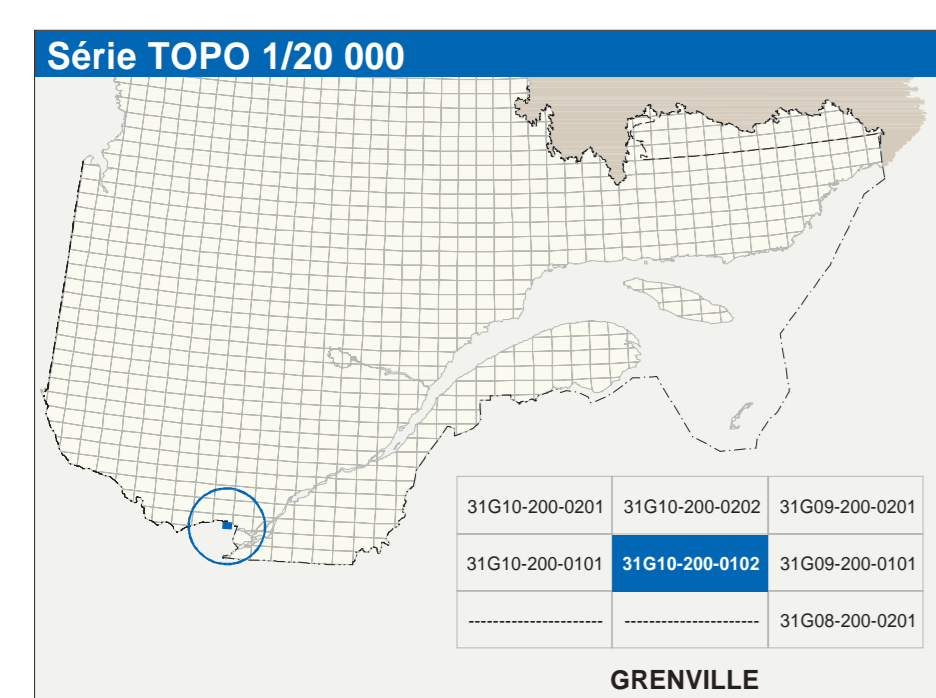 Série TOPO 1/20 000
31G10-200-0201 31G10-200-0202 31G09-200-0201
31G10-200-0101 31G10-200-0102 31G09-200-0101
--------------------- --------------------- 31G08-200-0201
GRENVILLE